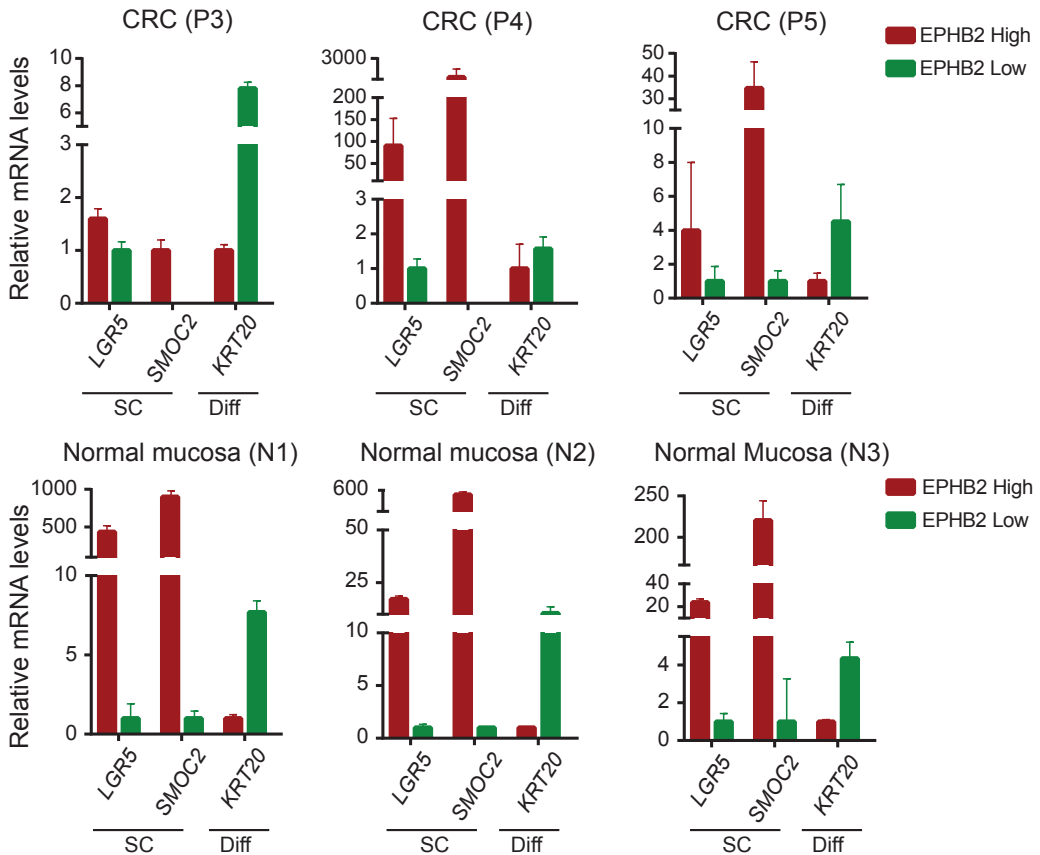 CRC (P3)
CRC (P4)
CRC (P5)
EPHB2 High
EPHB2 Low
Relative mRNA levels
8
6
4
3
2
1
0
LGR5
SMOC2
KRT20
SC
Diff
3000
200
150
100
50
3
2
1
0
LGR5
SMOC2
KRT20
SC
Diff
50
40
30
10
8
6
4
2
0
LGR5
SMOC2
KRT20
SC
Diff
Normal mucosa (N1)
Normal mucosa (N2)
Normal Mucosa (N3)
EPHB2 High
EPHB2 Low
Relative mRNA levels
1000
500
10
5
0
LGR5
SMOC2
KRT20
SC
Diff
600
50
25
10
5
0
LGR5
SMOC2
KRT20
SC
Diff
250
200
40
20
4
2
0
LGR5
SMOC2
KRT20
SC
Diff